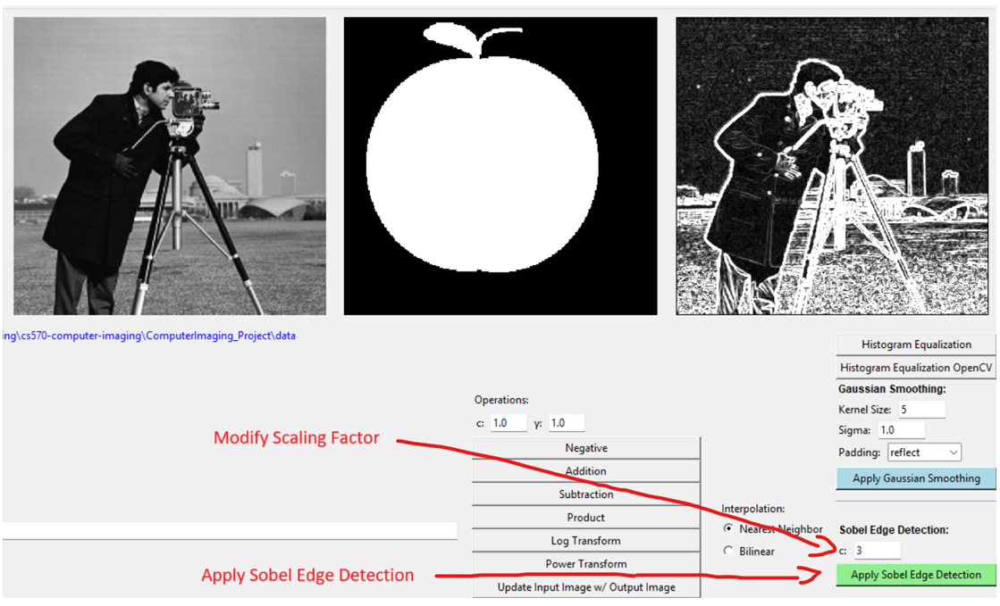 ing\cs570-computer-imaging\ComputerImaging_Project\data
Histogram Equalization
Histogram Equalization OpenCV
Gaussian Smoothing:
Kernel Size: 5
Sigma: 1.0
Padding: reflect
Apply Gaussian Smoothing
Operations:
c: 1.0 γ: 1.0
Modify Scaling Factor
Negative
Addition
Subtraction
Product
Log Transform
Power Transform
Update Input Image w/ Output Image
Interpolation:
Nearest Neighbor
Bilinear
Sobel Edge Detection:
c: 3
Apply Sobel Edge Detection
Apply Sobel Edge Detection